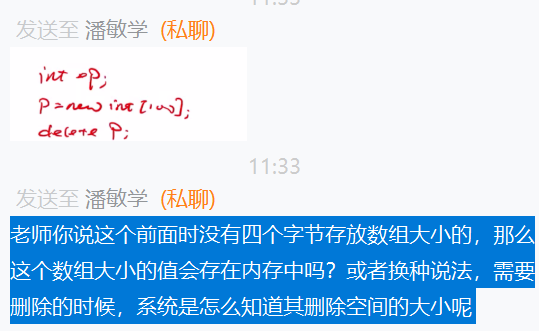 11:33
发送至 潘敏学 (私聊)
int *p;
p=new int[100];
delete p;
11:33
发送至 潘敏学 (私聊)
老师你说这个前面时没有四个字节存放数组大小的，那么
这个数组大小的值会存在内存中吗？或者换种说法，需要
删除的时候，系统是怎么知道其删除空间的大小呢